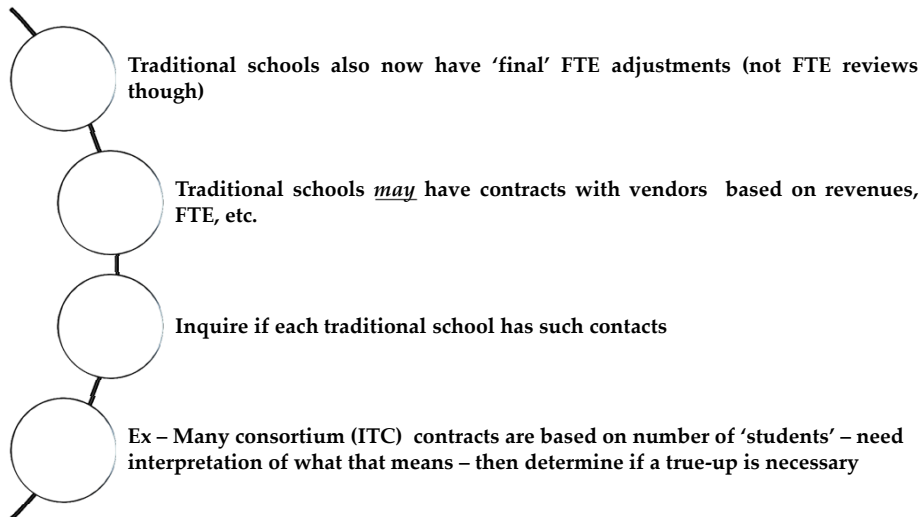 Traditional schools also now have ‘final’ FTE adjustments (not FTE reviews
though)
Traditional schools may have contracts with vendors based on revenues,
FTE, etc.
Inquire if each traditional school has such contacts
Ex – Many consortium (ITC) contracts are based on number of ‘students’ – need
interpretation of what that means – then determine if a true-up is necessary